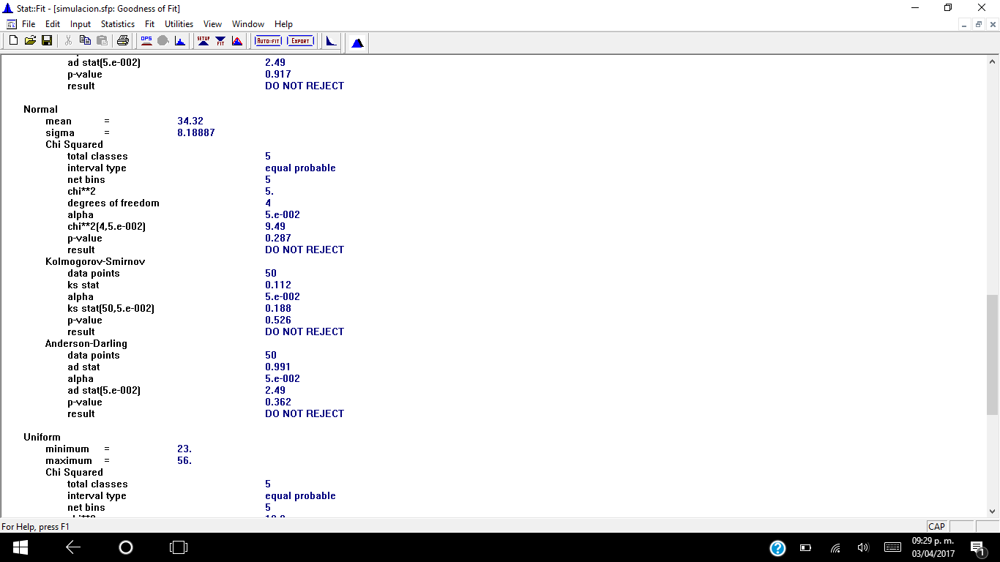 Stat::Fit - [simulacion.sfp: Goodness of Fit]
File Edit Input Statistics Fit Utilities View Window Help
OPS SETUP FIT AUTO::FIT EXPORT
ad stat(5.e-002) 2.49
p-value 0.917
result DO NOT REJECT
Normal
mean = 34.32
sigma = 8.18887
Chi Squared
total classes 5
interval type equal probable
net bins 5
chi**2 5.
degrees of freedom 4
alpha 5.e-002
chi**2(4,5.e-002) 9.49
p-value 0.287
result DO NOT REJECT
Kolmogorov-Smirnov
data points 50
ks stat 0.112
alpha 5.e-002
ks stat(50,5.e-002) 0.188
p-value 0.526
result DO NOT REJECT
Anderson-Darling
data points 50
ad stat 0.991
alpha 5.e-002
ad stat(5.e-002) 2.49
p-value 0.362
result DO NOT REJECT
Uniform
minimum = 23.
maximum = 56.
Chi Squared
total classes 5
interval type equal probable
net bins 5
For Help, press F1
CAP
09:29 p. m.
03/04/2017
1